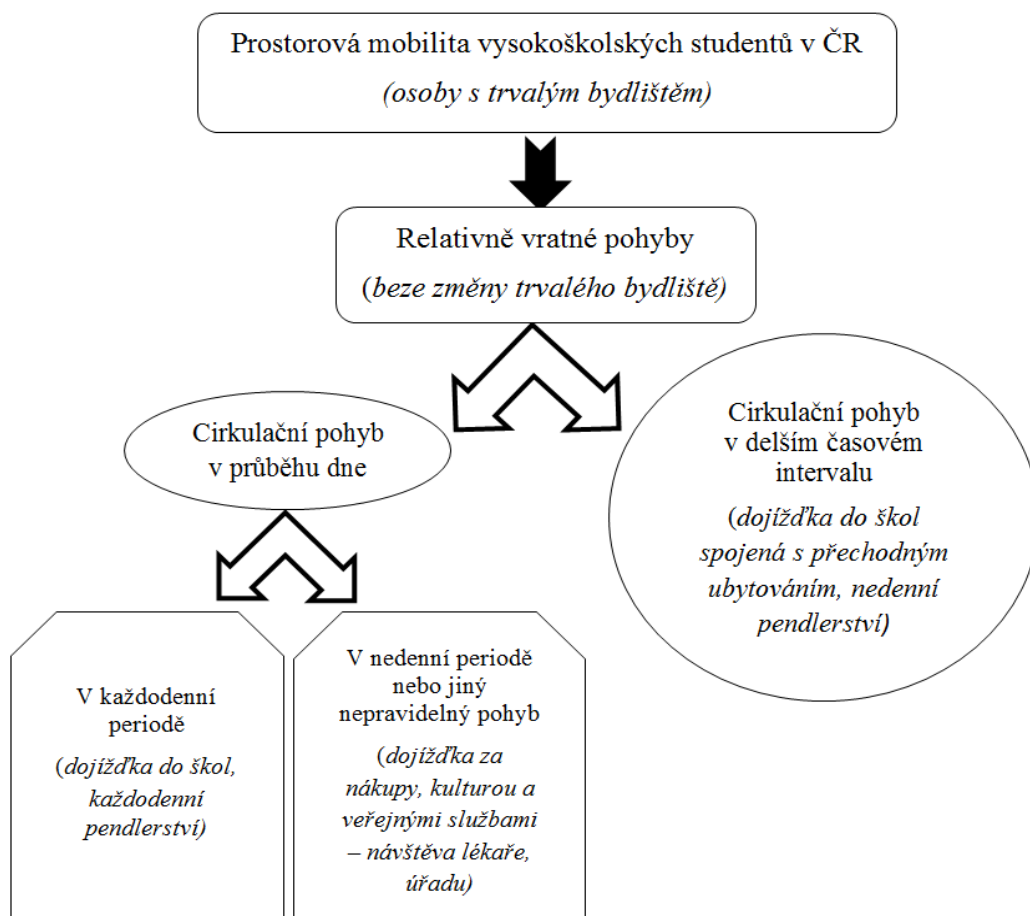 Prostorová mobilita vysokoškolských studentů v ČR
(osoby s trvalým bydlištěm)
Relativně vratné pohyby
(beze změny trvalého bydliště)
Cirkulační pohyb
v průběhu dne
Cirkulační pohyb
v delším časovém
intervalu
(dojížďka do škol
spojená s přechodným
ubytováním, nedenní
pendlerství)
V každodenní
periodě
(dojížďka do škol,
každodenní
pendlerství)
V nedenní periodě
nebo jiný
nepravidelný pohyb
(dojížďka za
nákupy, kulturou a
veřejnými službami
– návštěva lékaře,
úřadu)